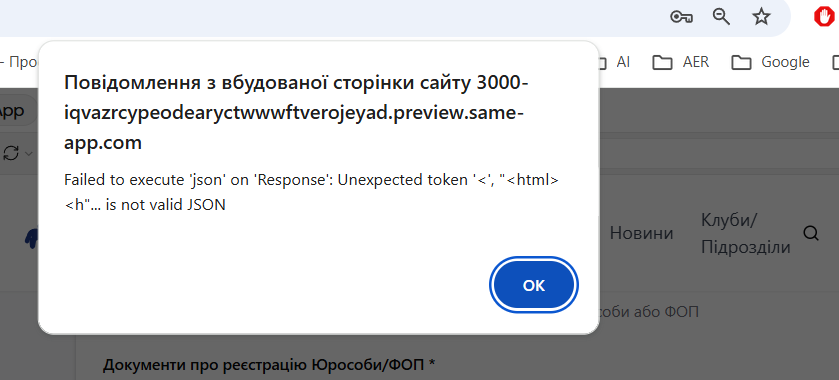 - Про
AI
AER
Google
App
Повідомлення з вбудованої сторінки сайту 3000-
iqvazrcypeodearyctwwwftverojeyad.preview.same-
app.com
Failed to execute 'json' on 'Response': Unexpected token '<', "<html>
<h"... is not valid JSON
OK
Новини
Клуби/
Підрозділи
соби або ФОП
Документи про реєстрацію Юрособи/ФОП *